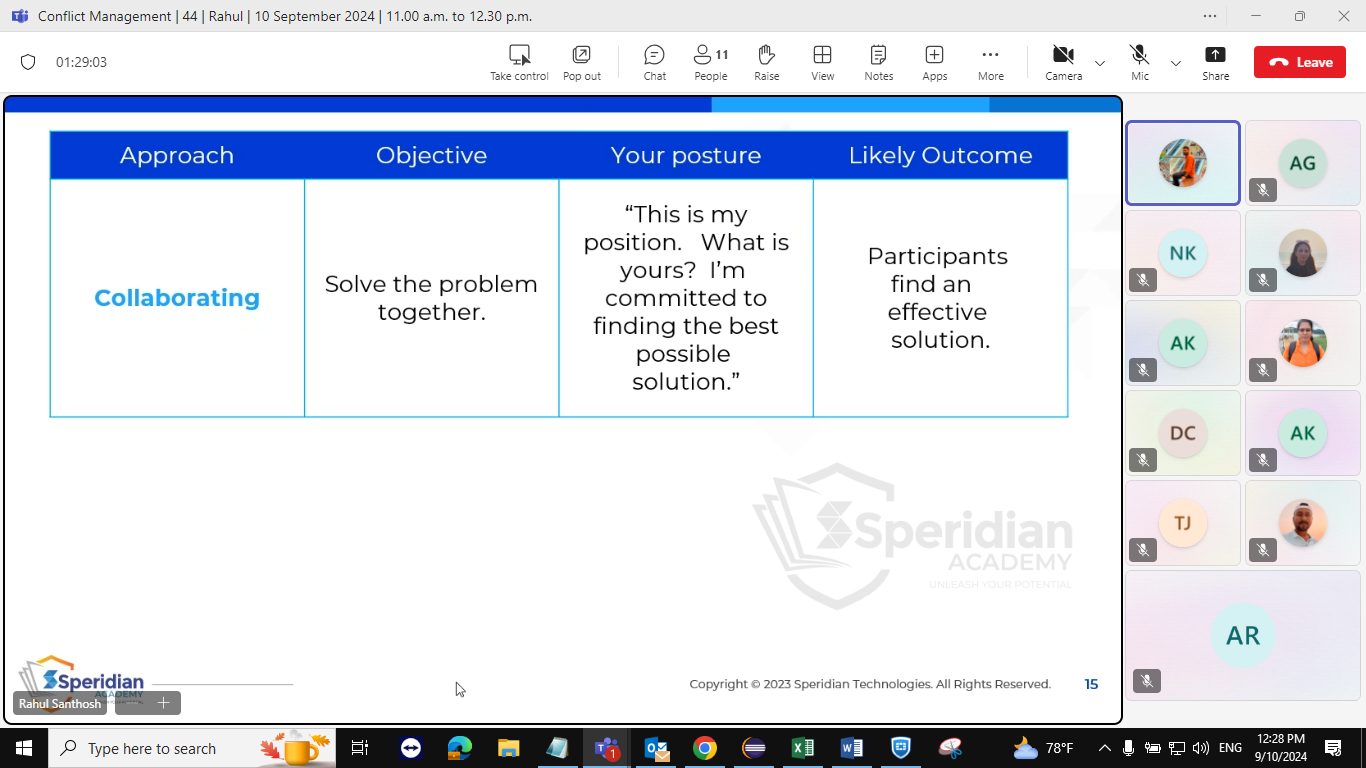 Conflict Management | 44 | Rahul | 10 September 2024 | 11.00 a.m. to 12.30 p.m.
01:29:03
Take control
Pop out
Chat
11
People
Raise
View
Notes
Apps
More
Camera
Mic
Share
Leave
Approach
Objective
Your posture
Likely Outcome
Collaborating
Solve the problem
together.
“This is my
position. What is
yours? I’m
committed to
finding the best
possible
solution.”
Participants
find an
effective
solution.
Speridian
ACADEMY
UNLEASH YOUR POTENTIAL
Speridian
ACADEMY
Rahul Santhosh
Copyright © 2023 Speridian Technologies. All Rights Reserved.
15
AG
NK
AK
DC
AK
TJ
AR
Type here to search
1
78°F
ENG
12:28 PM
9/10/2024